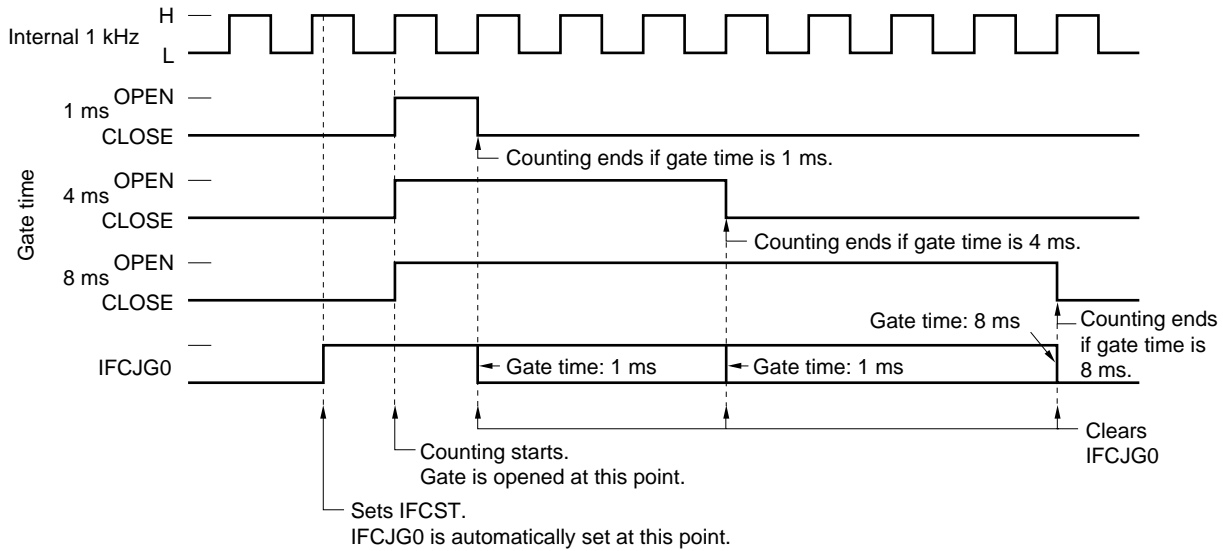 H
Internal 1 kHz
L
Gate time
OPEN
1 ms
CLOSE
Counting ends if gate time is 1 ms.
OPEN
4 ms
CLOSE
Counting ends if gate time is 4 ms.
OPEN
8 ms
CLOSE
Gate time: 8 ms
Counting ends
if gate time is
8 ms.
IFCJG0
Gate time: 1 ms
Gate time: 1 ms
Clears
IFCJG0
Counting starts.
Gate is opened at this point.
Sets IFCST.
IFCJG0 is automatically set at this point.